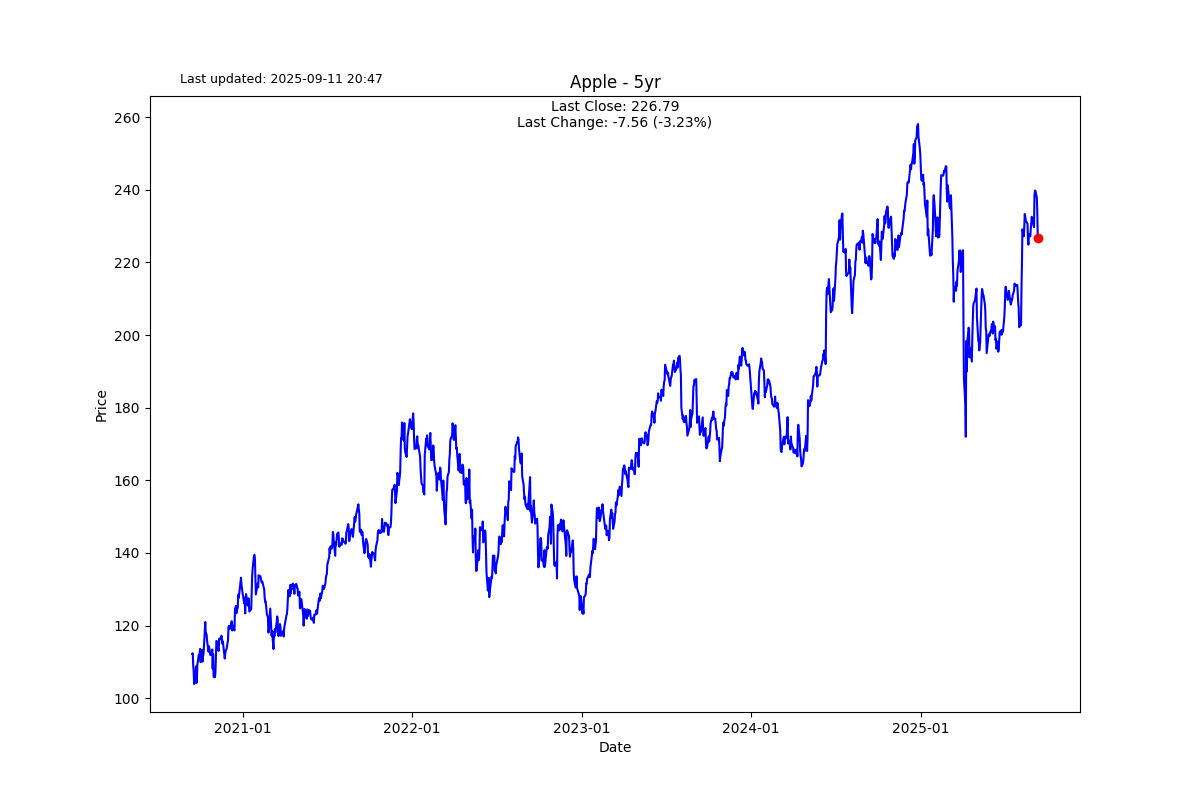 Last updated: 2025-09-11 20:47
Apple - 5yr
Last Close: 226.79
Last Change: -7.56 (-3.23%)
260
240
220
200
180
160
140
120
100
Price
2021-01
2022-01
2023-01
2024-01
2025-01
Date